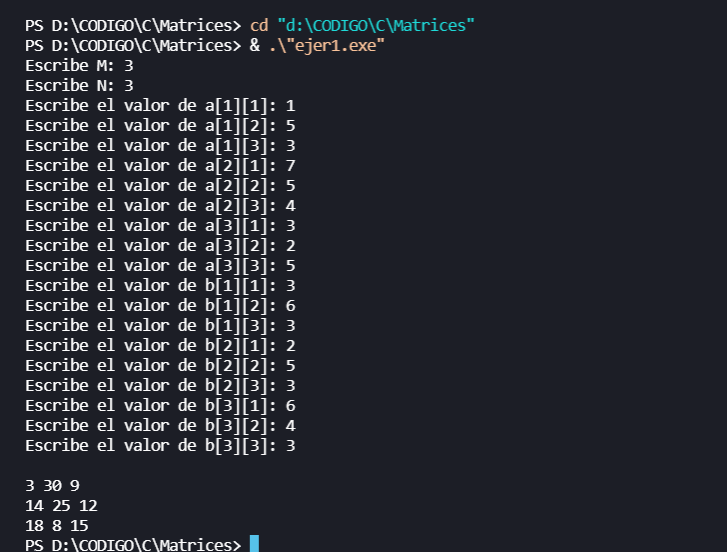 PS D:\CODIGO\C\Matrices> cd "d:\CODIGO\C\Matrices"
PS D:\CODIGO\C\Matrices> & .\"ejer1.exe"
Escribe M: 3
Escribe N: 3
Escribe el valor de a[1][1]: 1
Escribe el valor de a[1][2]: 5
Escribe el valor de a[1][3]: 3
Escribe el valor de a[2][1]: 7
Escribe el valor de a[2][2]: 5
Escribe el valor de a[2][3]: 4
Escribe el valor de a[3][1]: 3
Escribe el valor de a[3][2]: 2
Escribe el valor de a[3][3]: 5
Escribe el valor de b[1][1]: 3
Escribe el valor de b[1][2]: 6
Escribe el valor de b[1][3]: 3
Escribe el valor de b[2][1]: 2
Escribe el valor de b[2][2]: 5
Escribe el valor de b[2][3]: 3
Escribe el valor de b[3][1]: 6
Escribe el valor de b[3][2]: 4
Escribe el valor de b[3][3]: 3
3 30 9
14 25 12
18 8 15
PS D:\CODIGO\C\Matrices>